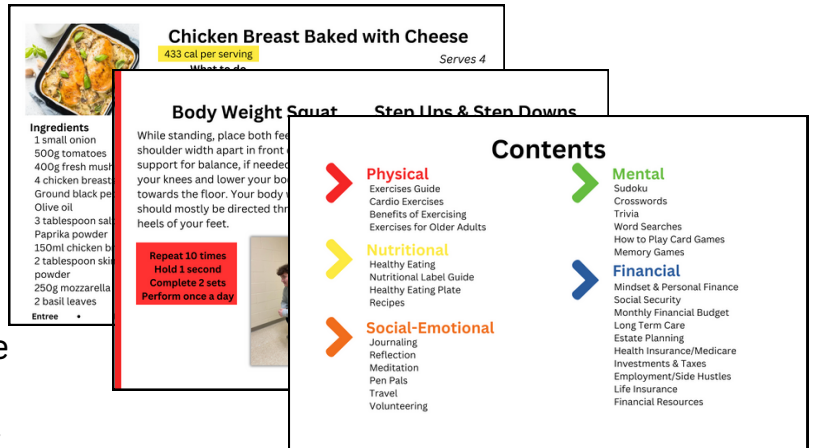 Chicken Breast Baked with Cheese
433 cal per serving
Serves 4
What to do
Ingredients
1 small onion
500g tomatoes
400g fresh
4 chicken
Ground black
Olive oil
3 tablespoon
Paprika powder
150ml chicken
2 tablespoon
powder
250g mozzarella
2 basil leaves
Entree •
Body Weight Squat
Step Ups & Step Downs
While standing, place both
shoulder width apart in front
support for balance, if needed
your knees and lower your
towards the floor. Your body
should mostly be directed
heels of your feet.
Repeat 10 times
Hold 1 second
Complete 2 sets
Perform once a day
Contents
Physical
Exercises Guide
Cardio Exercises
Benefits of Exercising
Exercises for Older Adults
Nutritional
Healthy Eating
Nutritional Label Guide
Healthy Eating Plate
Recipes
Social-Emotional
Journaling
Reflection
Meditation
Pen Pals
Travel
Volunteering
Mental
Sudoku
Crosswords
Trivia
Word Searches
How to Play Card Games
Memory Games
Financial
Mindset & Personal Finance
Social Security
Monthly Financial Budget
Long Term Care
Estate Planning
Health Insurance/Medicare
Investments & Taxes
Employment/Side Hustles
Life Insurance
Financial Resources